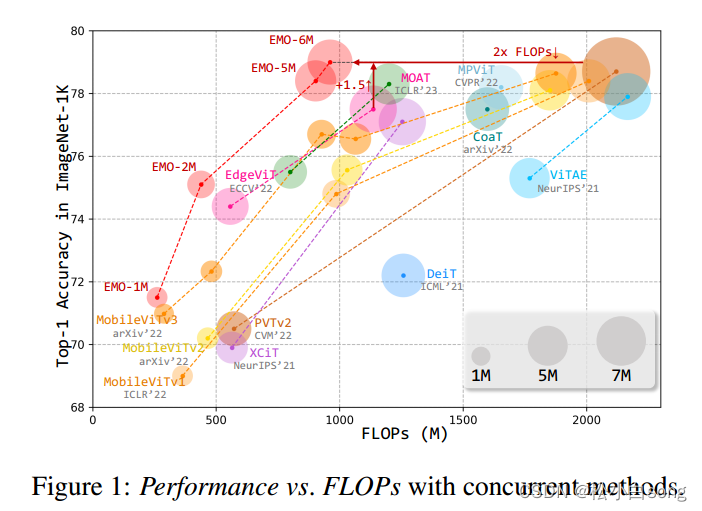 80
EMO-6M
2x FLOPs↓
EMO-5M
+1.5↑
MOAT
ICLR'23
MPViT
CVPR'22
78
CoaT
arXiv'22
76
EMO-2M
EdgeViT
ECCV'22
ViTAE
NeurIPS'21
74
DeiT
ICML'21
72
EMO-1M
MobileViTv3
arXiv'22
PVTv2
CVM'22
70
MobileViTv2
arXiv'22
XCiT
NeurIPS'21
MobileViTv1
ICLR'22
1M 5M 7M
68
0 500 1000 1500 2000
FLOPs (M)
Top-1 Accuracy in ImageNet-1K
Figure 1: Performance vs. FLOPs with concurrent methods.